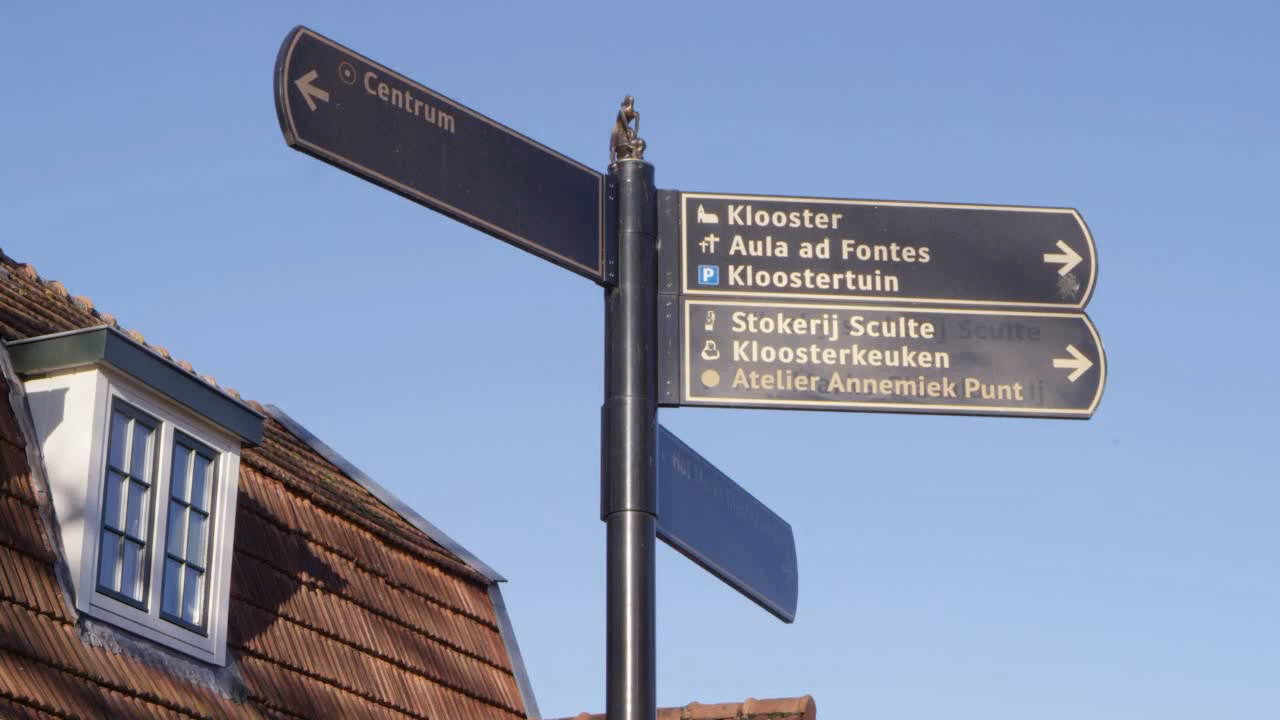 Centrum
Klooster
Aula ad Fontes
P Kloostertuin
Stokerij Sculte
Kloosterkeuken
Atelier Annemiek Punt